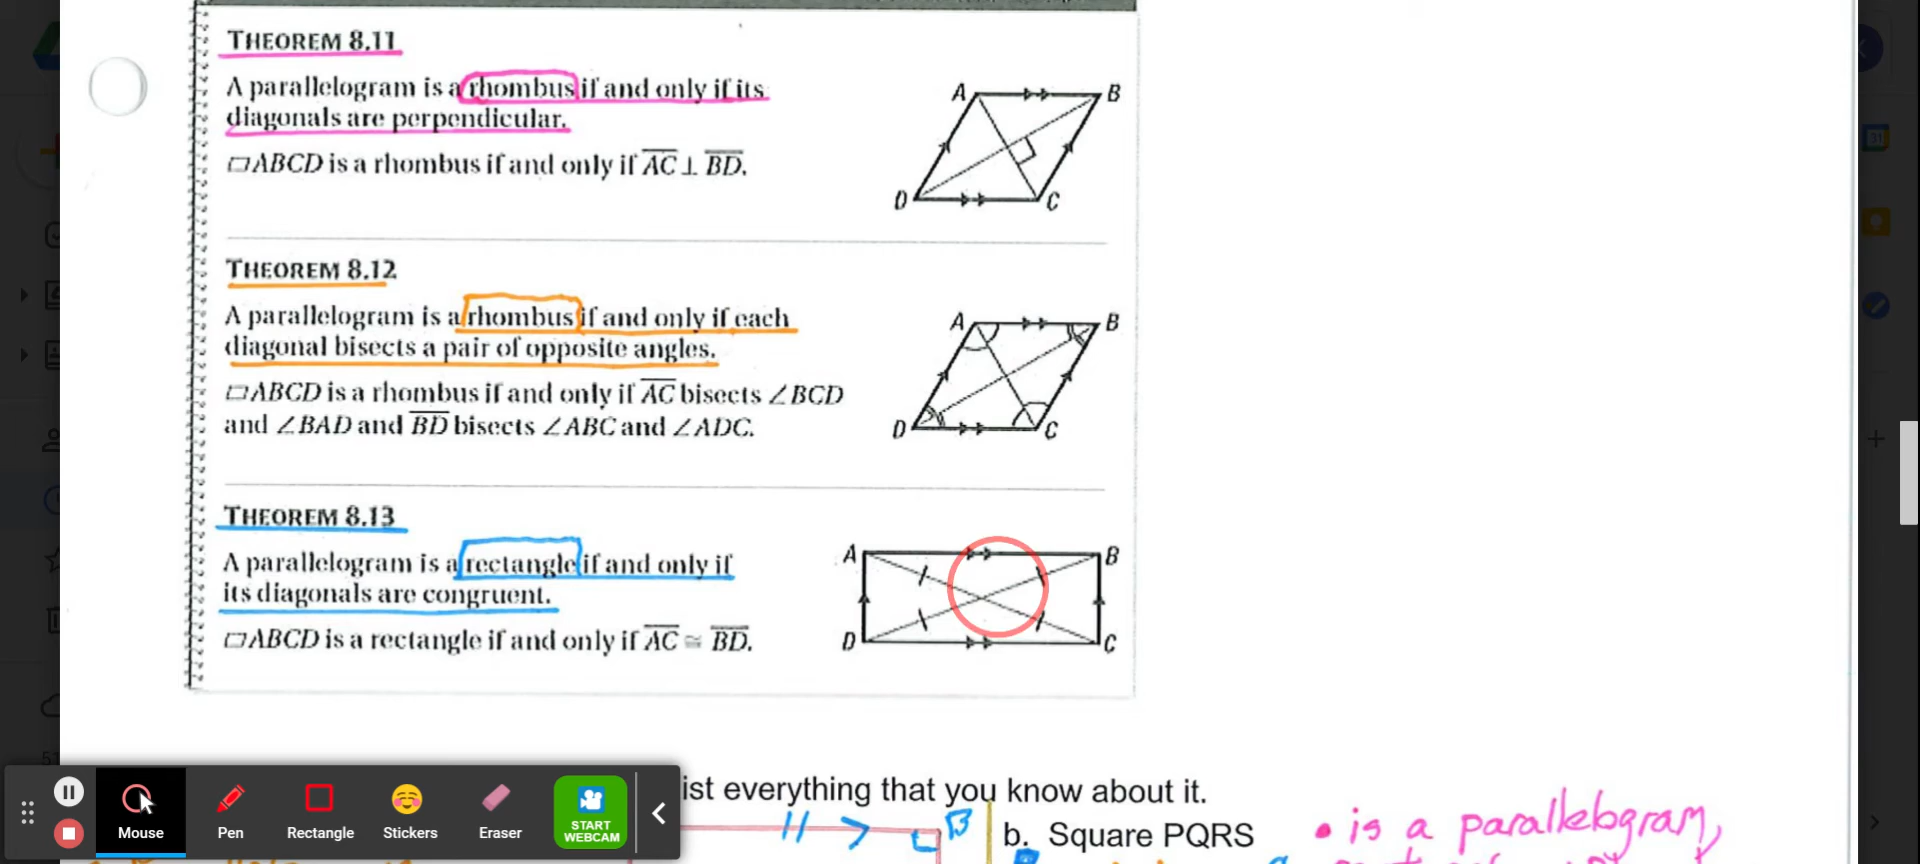 THEOREM 8.11
A parallelogram is a rhombus if and only if its
diagonals are perpendicular.
▱ABCD is a rhombus if and only if AC ⊥ BD.
A
B
D
C
THEOREM 8.12
A parallelogram is a rhombus if and only if each
diagonal bisects a pair of opposite angles.
▱ABCD is a rhombus if and only if AC bisects ∠BCD
and ∠BAD and BD bisects ∠ABC and ∠ADC.
A
B
D
C
THEOREM 8.13
A parallelogram is a rectangle if and only if
its diagonals are congruent.
▱ABCD is a rectangle if and only if AC ≅ BD.
A
B
D
C
31
ist everything that you know about it.
B
b. Square PQRS
• is a parallelogram,
Mouse
Pen
Rectangle
Stickers
Eraser
START
WEBCAM